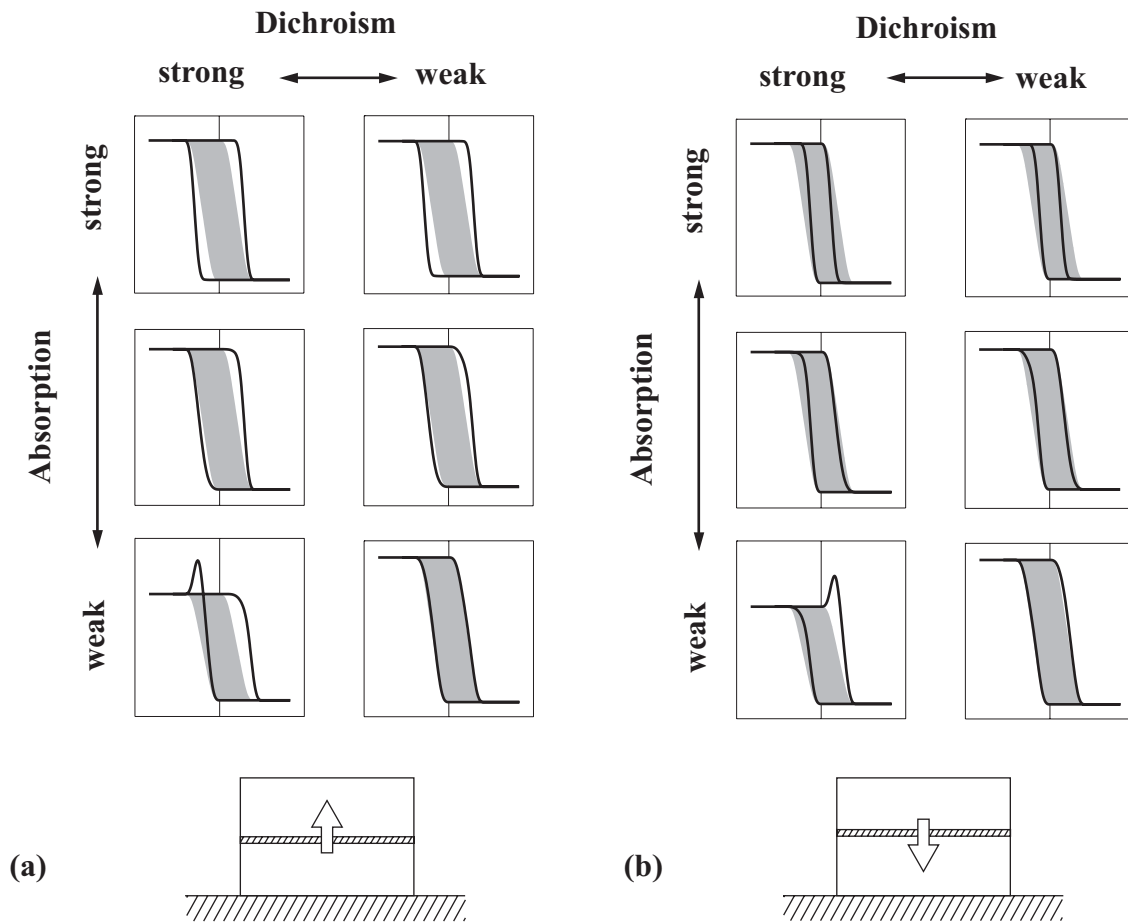 Dichroism
strong weak
strong
Absorption
weak
(a)
Dichroism
strong weak
strong
Absorption
weak
(b)